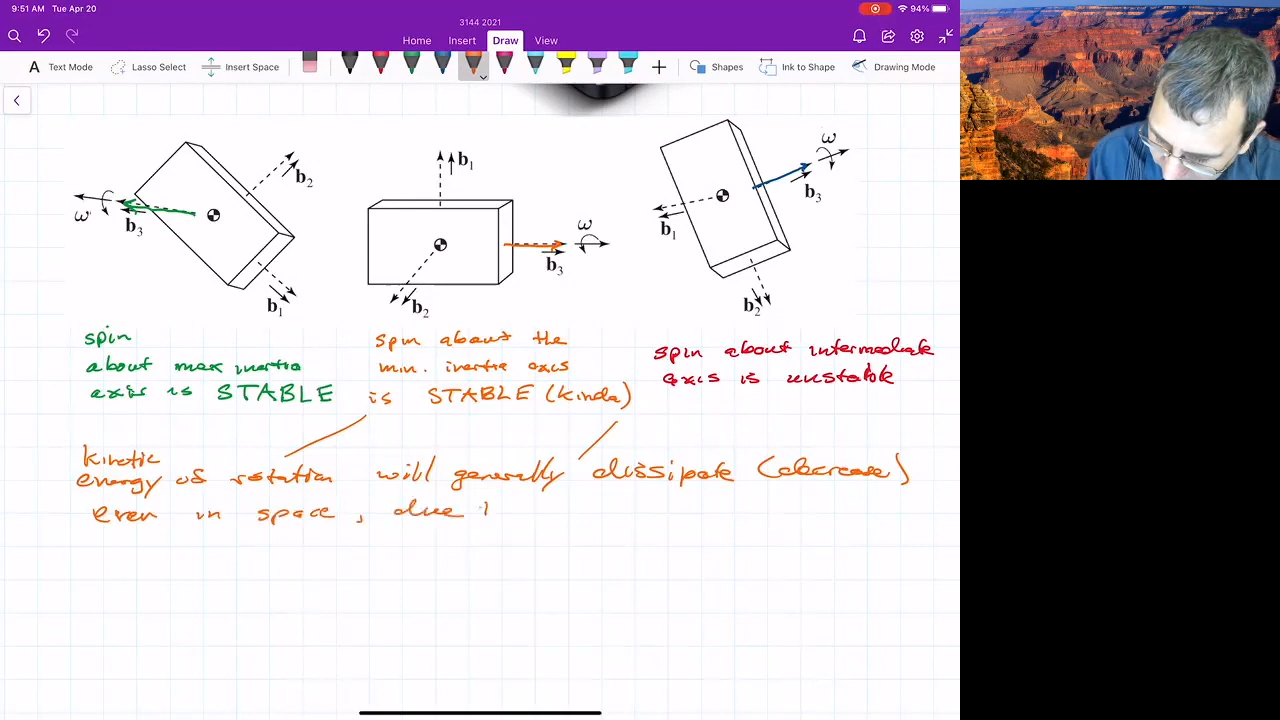 9:51 AM Tue Apr 20
94%
3144 2021
Home Insert Draw View
A Text Mode Lasso Select Insert Space + Shapes Ink to Shape Drawing Mode
ω b3 b2 b1
b1 ω b3 b2
ω b3 b1 b2
spin
about max inertia
axis is STABLE
spin about the
min. inertia axis
is STABLE (kinda)
spin about intermediate
axis is unstable
kinetic
energy of rotation will generally dissipate (decrease)
even in space, due